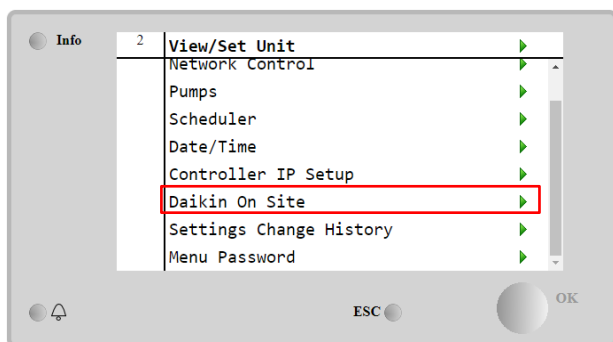 Info
2
View/Set Unit
Network Control
Pumps
Scheduler
Date/Time
Controller IP Setup
Daikin On Site
Settings Change History
Menu Password
ESC
OK